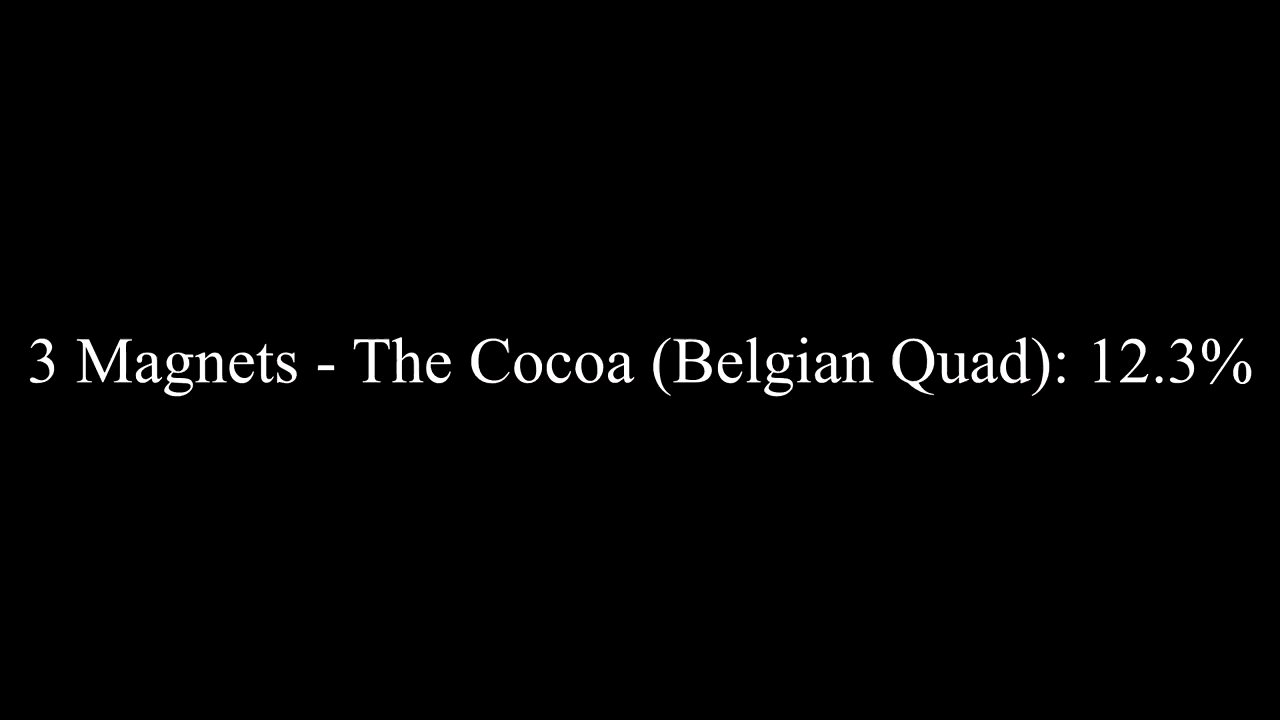 3 Magnets - The Cocoa (Belgian Quad): 12.3%